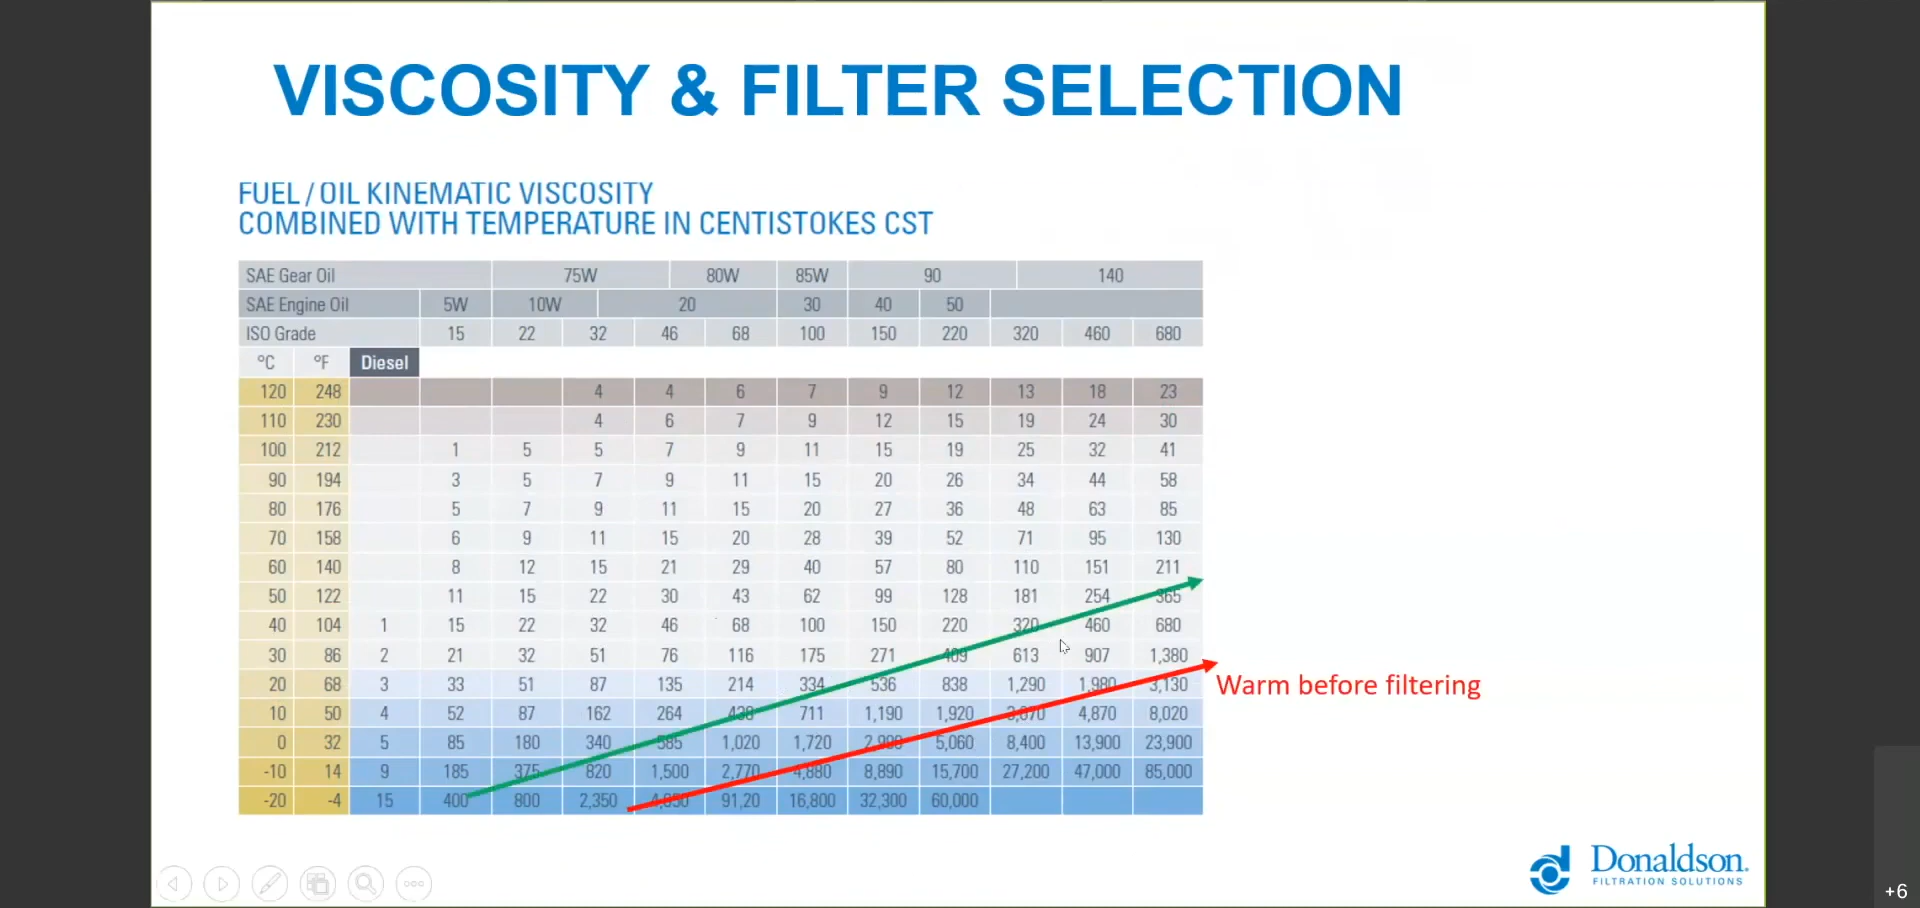 VISCOSITY & FILTER SELECTION
FUEL / OIL KINEMATIC VISCOSITY
COMBINED WITH TEMPERATURE IN CENTISTOKES CST
SAE Gear Oil 75W 80W 85W 90 140
SAE Engine Oil 5W 10W 20 30 40 50
ISO Grade 15 22 32 46 68 100 150 220 320 460 680
°C °F Diesel
120 248 4 4 6 7 9 12 13 18 23
110 230 4 6 7 9 12 15 19 24 30
100 212 1 5 5 7 9 11 15 19 25 32 41
90 194 3 5 7 9 11 15 20 26 34 44 58
80 176 5 7 9 11 15 20 27 36 48 63 85
70 158 6 9 11 15 20 28 39 52 71 95 130
60 140 8 12 15 21 29 40 57 80 110 151 211
50 122 11 15 22 30 43 62 99 128 181 254 365
40 104 1 15 22 32 46 68 100 150 220 320 460 680
30 86 2 21 32 51 76 116 175 271 409 613 907 1,380
20 68 3 33 51 87 135 214 334 536 838 1,290 1,980 3,130
Warm before filtering
10 50 4 52 87 162 264 438 711 1,190 1,920 4,870 8,020
0 32 5 85 180 340 585 1,020 1,720 5,060 8,400 13,900 23,900
-10 14 9 185 375 820 1,500 2,770 4,880 8,890 15,700 27,200 47,000 85,000
-20 -4 15 400 800 2,350 91,20 16,800 32,300 60,000
Donaldson.
FILTRATION SOLUTIONS
+6